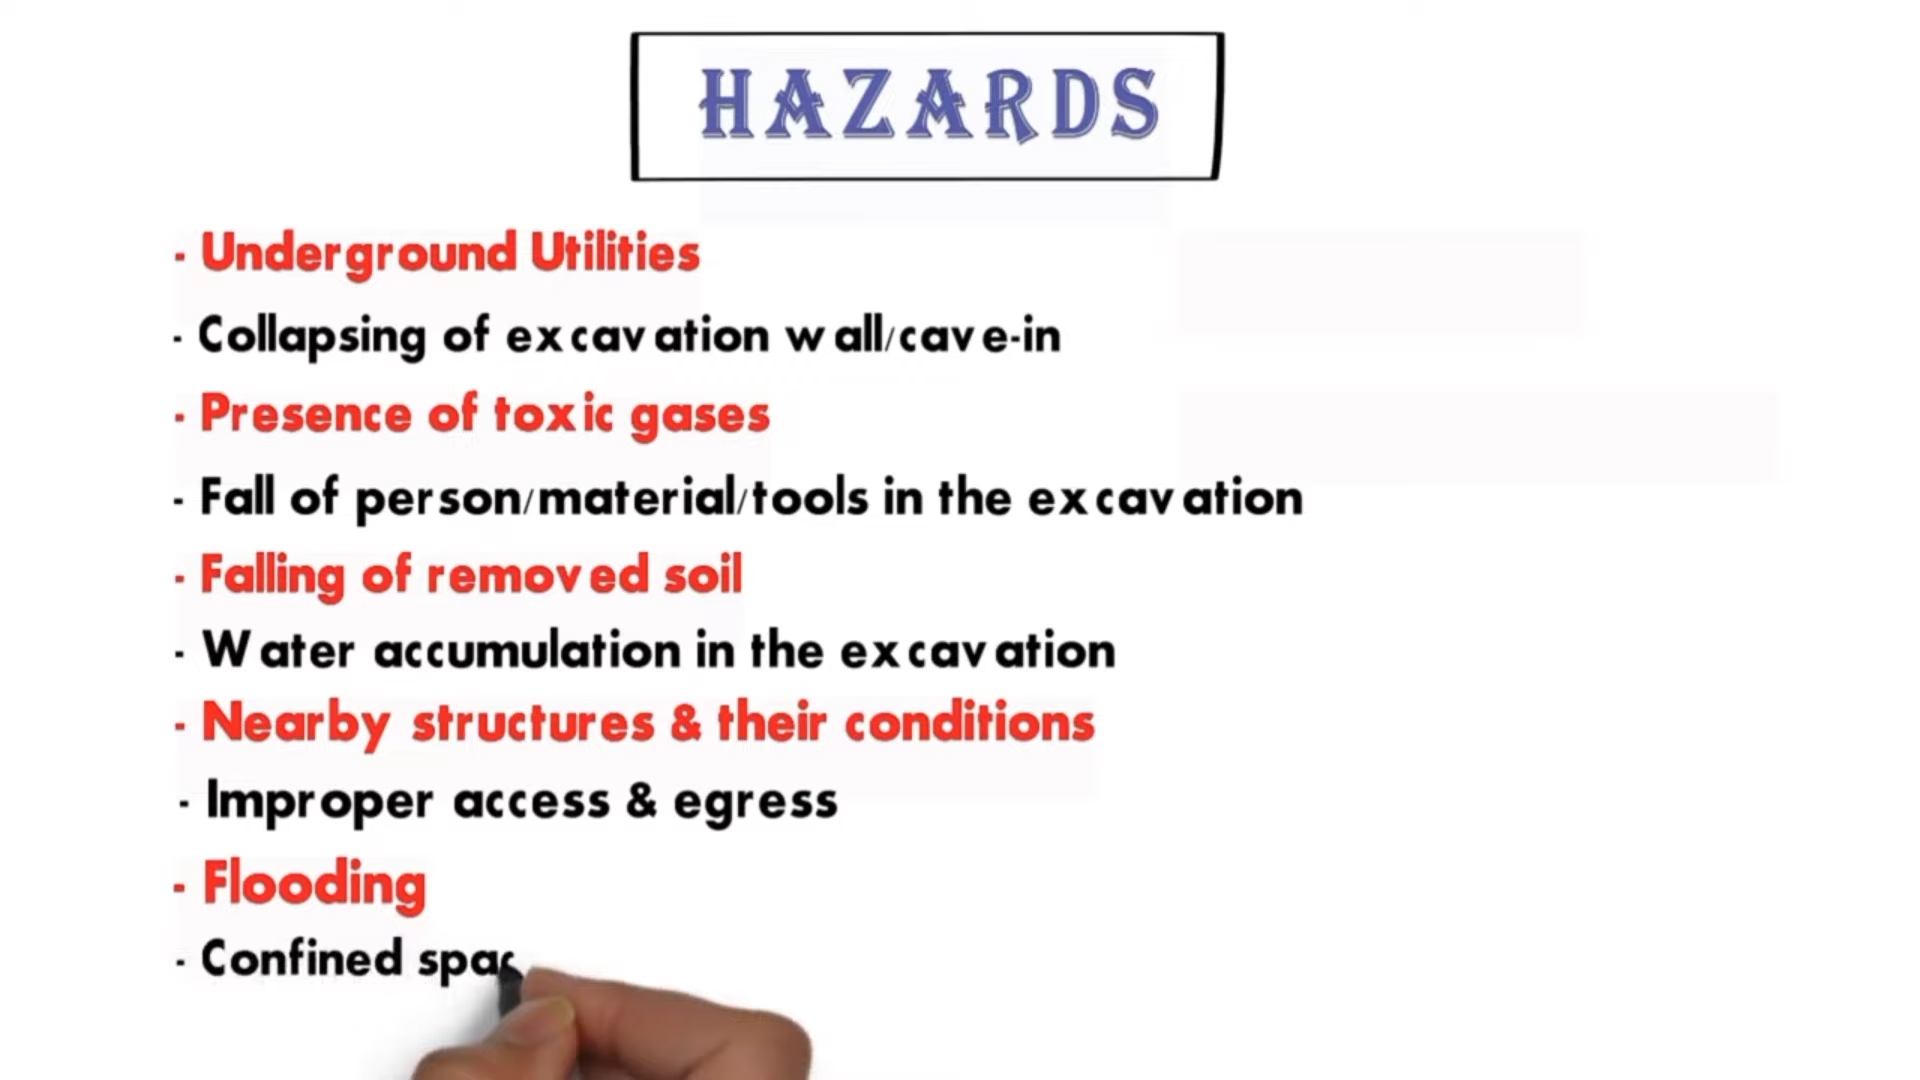 HAZARDS
- Underground Utilities
- Collapsing of excavation wall/cave-in
- Presence of toxic gases
- Fall of person/material/tools in the excavation
- Falling of removed soil
- Water accumulation in the excavation
- Nearby structures & their conditions
- Improper access & egress
- Flooding
- Confined spac